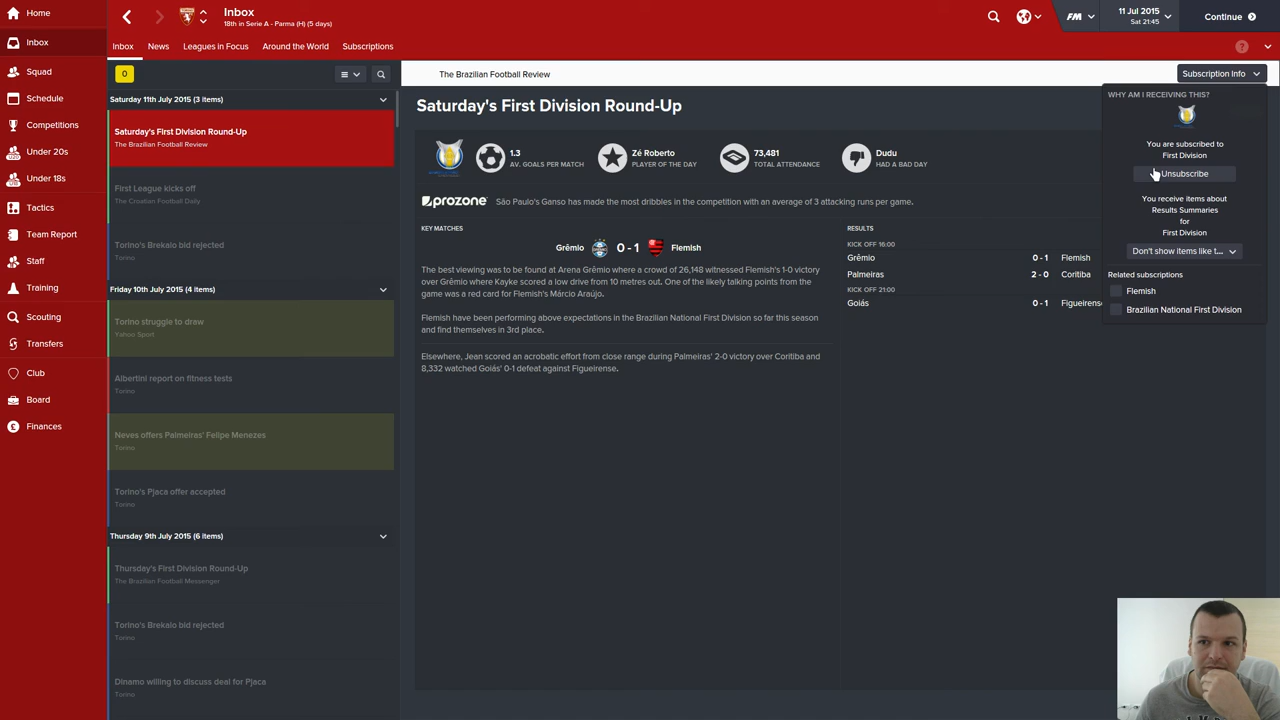 Home
Inbox
Squad
Schedule
Competitions
Under 20s
Under 18s
Tactics
Team Report
Staff
Training
Scouting
Transfers
Club
Board
Finances
Inbox
18th in Serie A - Parma (H) (5 days)
FM
11 Jul 2015
Sat 21:45
Continue
Inbox
News
Leagues in Focus
Around the World
Subscriptions
?
0
Saturday 11th July 2015 (3 items)
Saturday's First Division Round-Up
The Brazilian Football Review
First League kicks off
The Croatian Football Daily
Torino's Brekalo bid rejected
Torino
Friday 10th July 2015 (4 items)
Torino struggle to draw
Yahoo Sport
Albertini report on fitness tests
Torino
Neves offers Palmeiras' Felipe Menezes
Torino
Torino's Pjaca offer accepted
Torino
Thursday 9th July 2015 (6 items)
Thursday's First Division Round-Up
The Brazilian Football Messenger
Torino's Brekalo bid rejected
Torino
Dinamo willing to discuss deal for Pjaca
Torino
The Brazilian Football Review
Saturday's First Division Round-Up
1.3
AV. GOALS PER MATCH
Zé Roberto
PLAYER OF THE DAY
73,481
TOTAL ATTENDANCE
Dudu
HAD A BAD DAY
prozone
São Paulo's Ganso has made the most dribbles in the competition with an average of 3 attacking runs per game.
KEY MATCHES
Grêmio 0 - 1 Flemish
The best viewing was to be found at Arena Grêmio where a crowd of 26,148 witnessed Flemish's 1-0 victory
over Grêmio where Kayke scored a low drive from 10 metres out. One of the likely talking points from the
game was a red card for Flemish's Márcio Araújo.
Flemish have been performing above expectations in the Brazilian National First Division so far this season
and find themselves in 3rd place.
Elsewhere, Jean scored an acrobatic effort from close range during Palmeiras' 2-0 victory over Coritiba and
8,332 watched Goiás' 0-1 defeat against Figueirense.
RESULTS
KICK OFF 16:00
Grêmio 0 - 1 Flemish
Palmeiras 2 - 0 Coritiba
KICK OFF 21:00
Goiás 0 - 1 Figueirense
Subscription Info
WHY AM I RECEIVING THIS?
You are subscribed to
First Division
Unsubscribe
You receive items about
Results Summaries
for
First Division
Don't show items like t...
Related subscriptions
Flemish
Brazilian National First Division